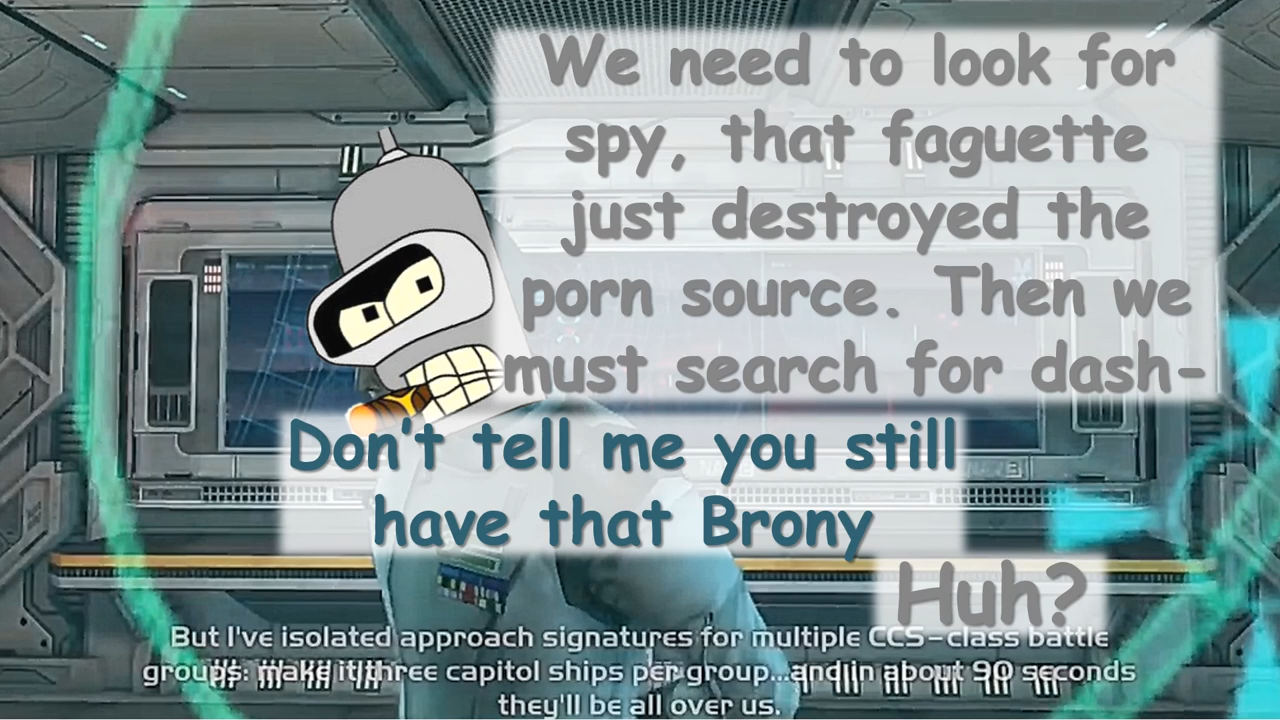 We need to look for
spy, that faguette
just destroyed the
porn source. Then we
must search for dash-
Don't tell me you still
have that Brony
Huh?
But I've isolated approach signatures for multiple CCS-class battle
groups: make it three capitol ships per group...and in about 90 seconds
they'll be all over us.